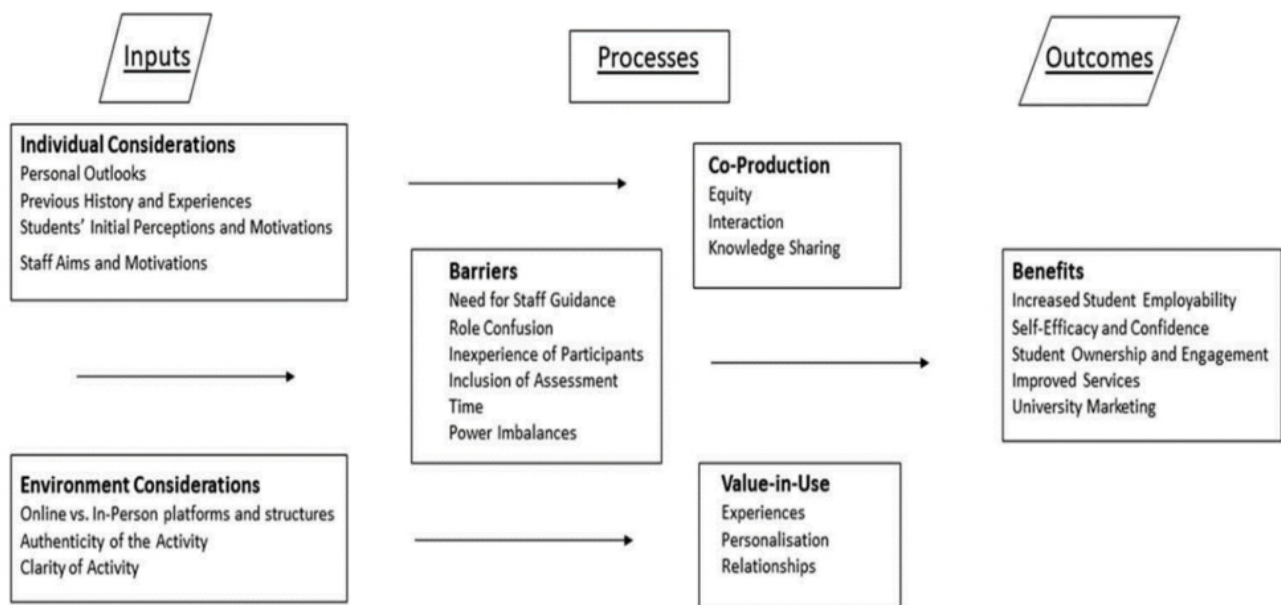 Inputs
Processes
Outcomes
Individual Considerations
Personal Outlooks
Previous History and Experiences
Students' Initial Perceptions and Motivations
Staff Aims and Motivations
Environment Considerations
Online vs. In-Person platforms and structures
Authenticity of the Activity
Clarity of Activity
Barriers
Need for Staff Guidance
Role Confusion
Inexperience of Participants
Inclusion of Assessment
Time
Power Imbalances
Co-Production
Equity
Interaction
Knowledge Sharing
Value-in-Use
Experiences
Personalisation
Relationships
Benefits
Increased Student Employability
Self-Efficacy and Confidence
Student Ownership and Engagement
Improved Services
University Marketing